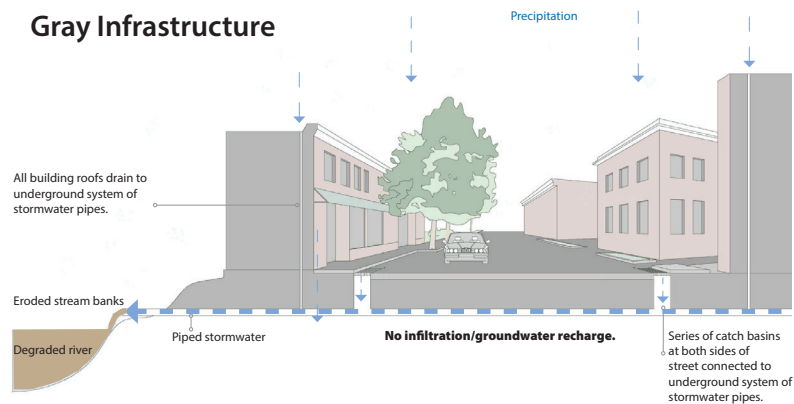 Gray Infrastructure
Precipitation
All building roofs drain to
underground system of
stormwater pipes.
Eroded stream banks
Degraded river
Piped stormwater
No infiltration/groundwater recharge.
Series of catch basins
at both sides of
street connected to
underground system of
stormwater pipes.